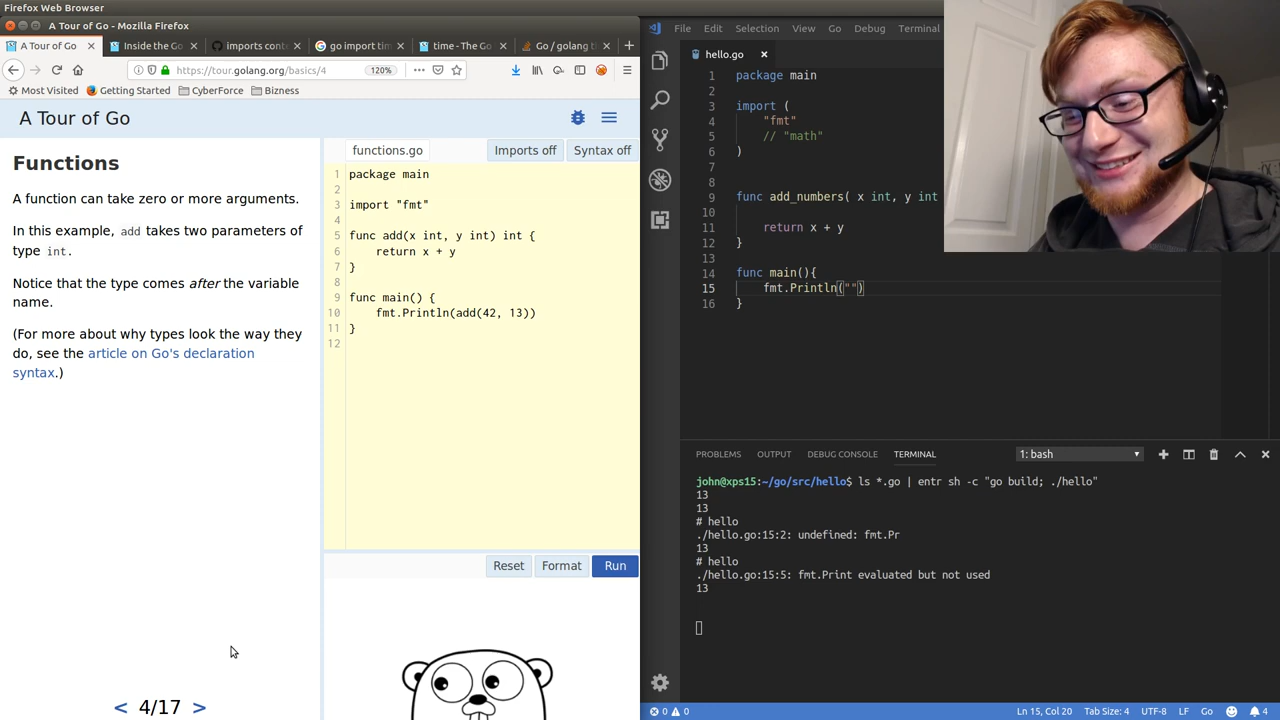 Firefox Web Browser
A Tour of Go - Mozilla Firefox
A Tour of Go
Inside the Go
imports cont
go import tim
time - The Go
Go / golang t
https://tour.golang.org/basics/4
120%
Most Visited
Getting Started
CyberForce
Bizness
A Tour of Go
Functions
A function can take zero or more arguments.
In this example, add takes two parameters of
type int.
Notice that the type comes after the variable
name.
(For more about why types look the way they
do, see the article on Go's declaration
syntax.)
< 4/17 >
functions.go
Imports off
Syntax off
1 package main
2
3 import "fmt"
4
5 func add(x int, y int) int {
6 return x + y
7 }
8
9 func main() {
10 fmt.Println(add(42, 13))
11 }
12
Reset
Format
Run
File Edit Selection View Go Debug Terminal
hello.go
1 package main
2
3 import (
4 "fmt"
5 // "math"
6 )
7
8
9 func add_numbers( x int, y int
10
11 return x + y
12 }
13
14 func main(){
15 fmt.Println("")
16 }
PROBLEMS OUTPUT DEBUG CONSOLE TERMINAL
1: bash
john@xps15:~/go/src/hello$ ls *.go | entr sh -c "go build; ./hello"
13
13
# hello
./hello.go:15:2: undefined: fmt.Pr
13
# hello
./hello.go:15:5: fmt.Print evaluated but not used
13
0 0
Ln 15, Col 20 Tab Size: 4 UTF-8 LF Go 4